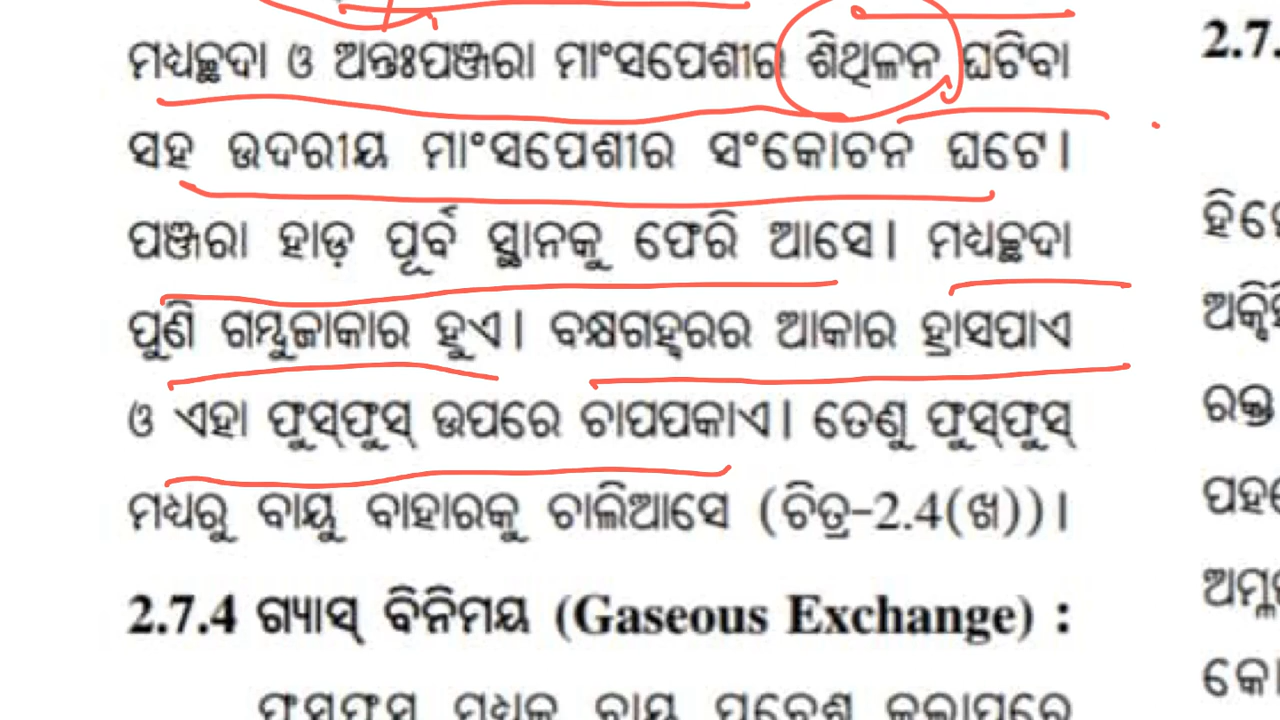 ମଧ୍ୟଚ୍ଛଦା ଓ ଅନ୍ତଃପଞ୍ଜରା ମାଂସପେଶୀର ଶିଥିଳନ ଘଟିବା
ସହ ଉଦରୀୟ ମାଂସପେଶୀର ସଂକୋଚନ ଘଟେ।
ପଞ୍ଜରା ହାଡ଼ ପୂର୍ବ ସ୍ଥାନକୁ ଫେରି ଆସେ। ମଧ୍ୟଚ୍ଛଦା
ପୁଣି ଗମ୍ବୁଜାକାର ହୁଏ। ବକ୍ଷଗହ୍ୱରର ଆକାର ହ୍ରାସପାଏ
ଓ ଏହା ଫୁସ୍‌ଫୁସ୍ ଉପରେ ଚାପପକାଏ। ତେଣୁ ଫୁସ୍‌ଫୁସ୍
ମଧ୍ୟରୁ ବାୟୁ ବାହାରକୁ ଚାଲିଆସେ (ଚିତ୍ର-2.4(ଖ))।
2.7.4 ଗ୍ୟାସ୍ ବିନିମୟ (Gaseous Exchange) :
2.7.
ରକ୍ତ